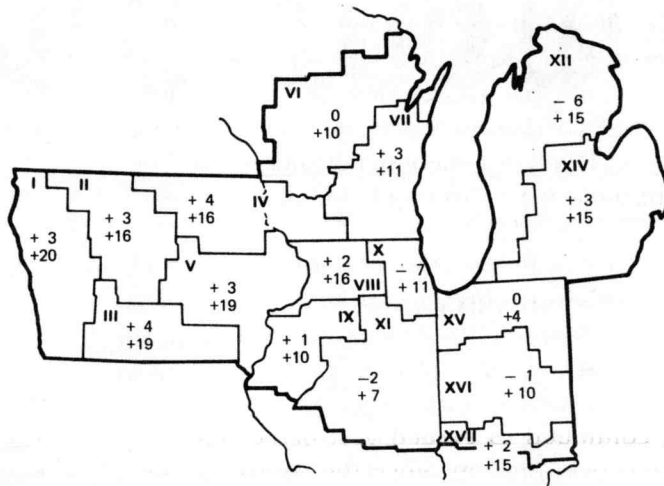 XII
− 6
+ 15
VI
0
+10
VII
+ 3
+11
XIV
+ 3
+15
I
+ 3
+20
II
+ 3
+16
+ 4
+16
IV
V
+ 3
+19
III
+ 4
+19
+ 2
+16
VIII
X
− 7
+ 11
IX
+ 1
+10
XI
−2
+ 7
0
+4
XV
XVI
− 1
+ 10
XVII
+ 2
+15